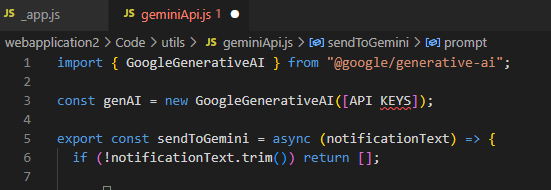 _app.js
JS geminiApi.js 1
webapplication2 > Code > utils > JS geminiApi.js > sendToGemini > prompt
1 import { GoogleGenerativeAI } from "@google/generative-ai";
2
3 const genAI = new GoogleGenerativeAI([API KEYS]);
4
5 export const sendToGemini = async (notificationText) => {
6 if (!notificationText.trim()) return [];
7